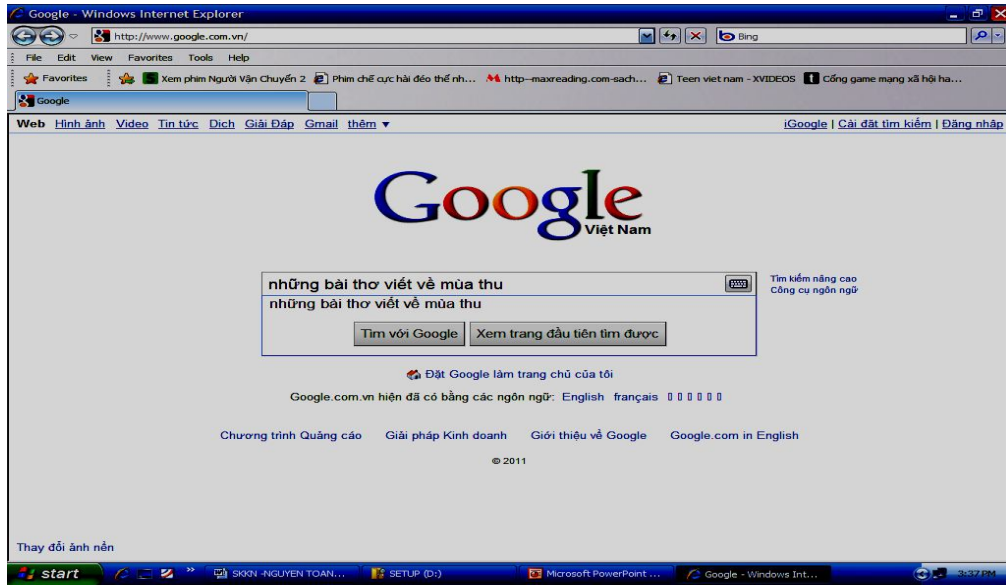 Google - Windows Internet Explorer
http://www.google.com.vn/
Bing
File Edit View Favorites Tools Help
Favorites Xem phim Người Vận Chuyển 2 Phim chế cực hài đéo thể nh... http--maxreading.com-sach... Teen viet nam - XVIDEOS Cổng game mạng xã hội ha...
Google
Web Hình ảnh Video Tin tức Dịch Giải Đáp Gmail thêm ▼ iGoogle | Cài đặt tìm kiếm | Đăng nhập
Google
Việt Nam
những bài thơ viết về mùa thu
Tìm kiếm nâng cao
Công cụ ngôn ngữ
những bài thơ viết về mùa thu
Tìm với Google Xem trang đầu tiên tìm được
Đặt Google làm trang chủ của tôi
Google.com.vn hiện đã có bằng các ngôn ngữ: English français
Chương trình Quảng cáo Giải pháp Kinh doanh Giới thiệu về Google Google.com in English
© 2011
Thay đổi ảnh nền
start SKKN -NGUYEN TOAN... SETUP (D:) Microsoft PowerPoint ... Google - Windows Int... 3:37 PM